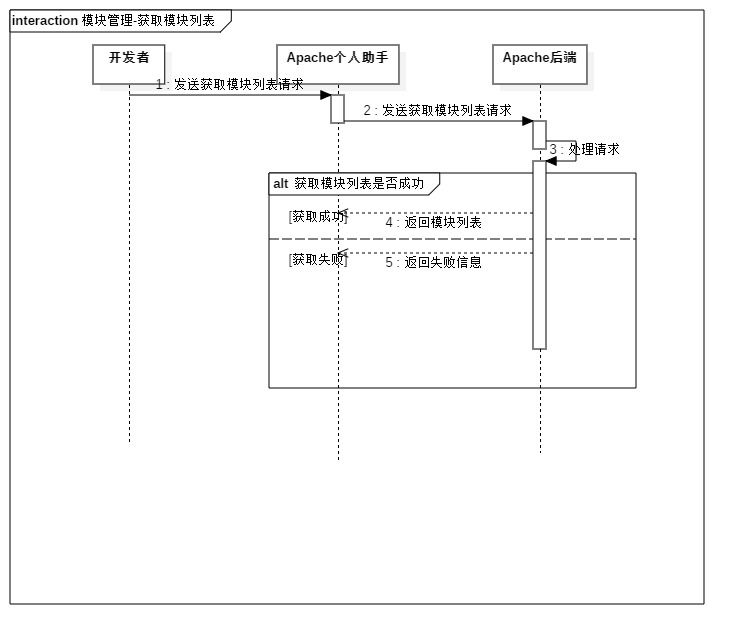 interaction 模块管理-获取模块列表
开发者
Apache个人助手
Apache后端
1 : 发送获取模块列表请求
2 : 发送获取模块列表请求
3 : 处理请求
alt 获取模块列表是否成功
[获取成功]
4 : 返回模块列表
[获取失败]
5 : 返回失败信息